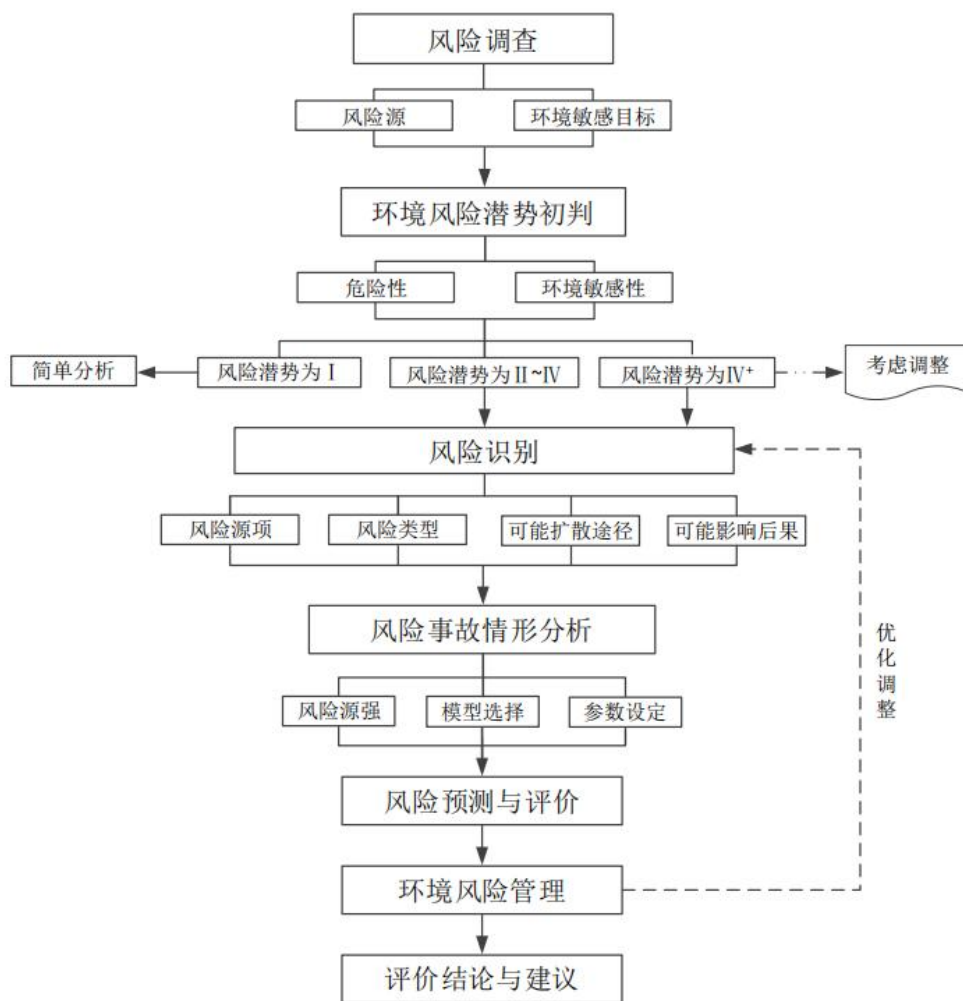 风险调查
风险源
环境敏感目标
环境风险潜势初判
危险性
环境敏感性
简单分析
风险潜势为Ⅰ
风险潜势为Ⅱ~Ⅳ
风险潜势为Ⅳ+
考虑调整
风险识别
风险源项
风险类型
可能扩散途径
可能影响后果
风险事故情形分析
优化调整
风险源强
模型选择
参数设定
风险预测与评价
环境风险管理
评价结论与建议